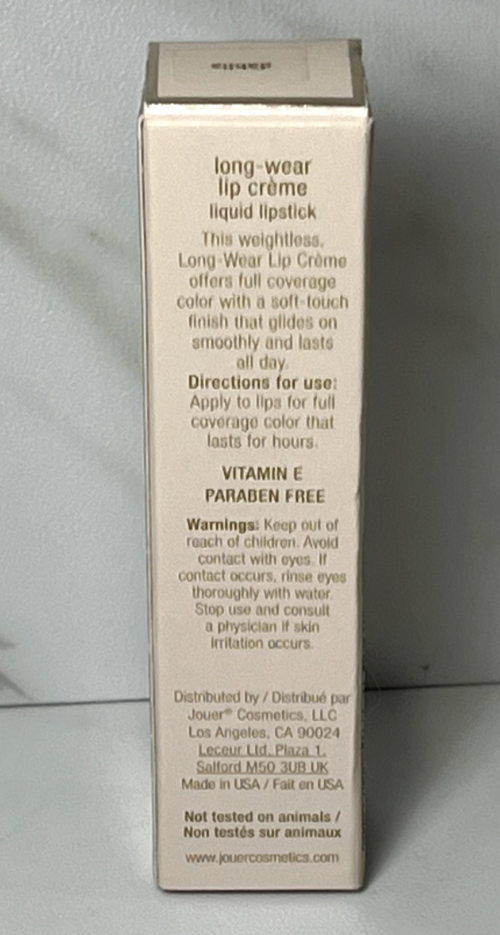 long-wear
lip crème
liquid lipstick
This weightless,
Long-Wear Lip Crème
offers full coverage
color with a soft-touch
finish that glides on
smoothly and lasts
all day.
Directions for use:
Apply to lips for full
coverage color that
lasts for hours.
VITAMIN E
PARABEN FREE
Warnings: Keep out of
reach of children. Avoid
contact with eyes. If
contact occurs, rinse eyes
thoroughly with water.
Stop use and consult
a physician if skin
irritation occurs.
Distributed by / Distribué par
Jouer® Cosmetics, LLC
Los Angeles, CA 90024
Leceur Ltd. Plaza 1,
Salford M50 3UB UK
Made in USA / Fait en USA
Not tested on animals /
Non testés sur animaux
www.jouercosmetics.com